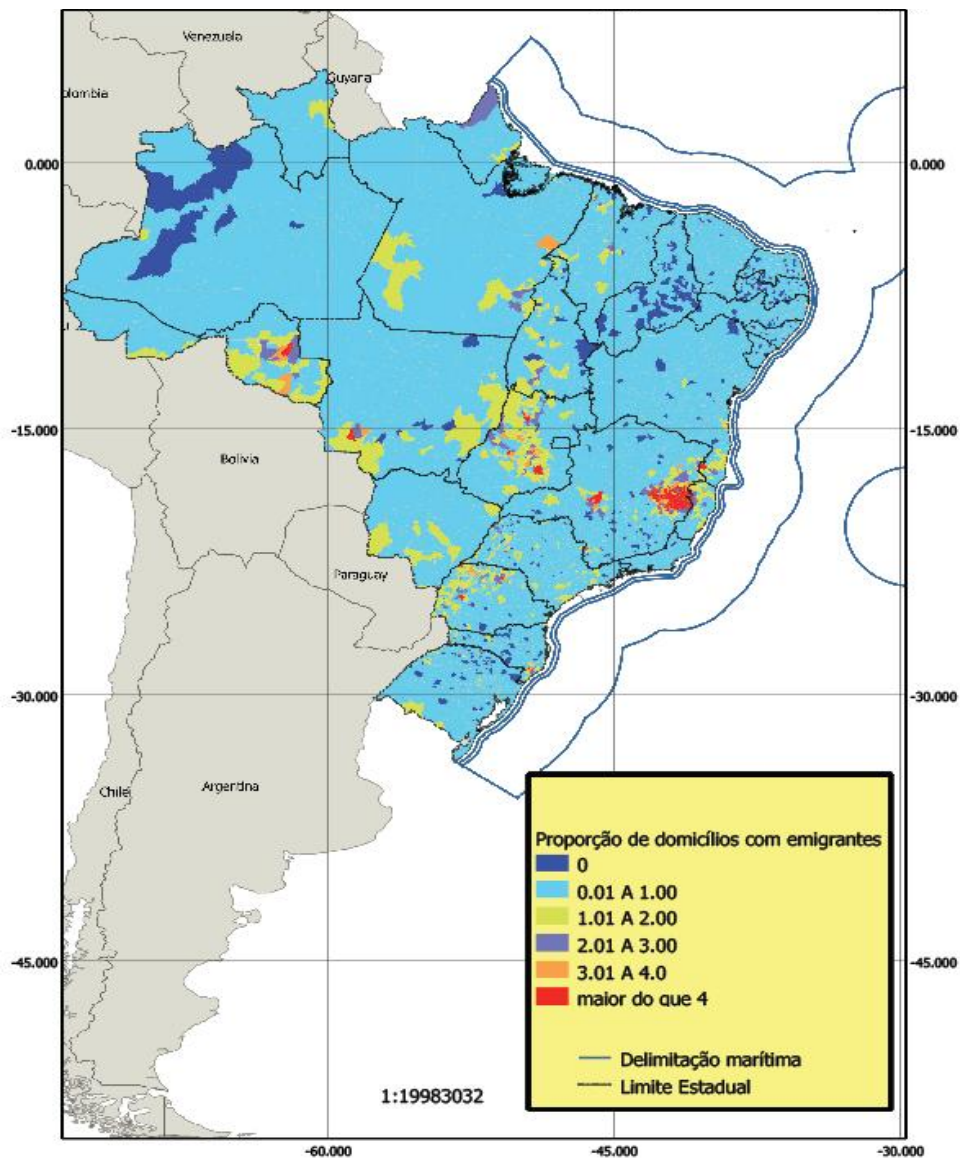 Venezuela
Guyana
olombia
0.000
0.000
-15.000
-15.000
Bolivia
Paraguay
-30.000
-30.000
Chile
Argentina
Proporção de domicílios com emigrantes
0
0.01 A 1.00
1.01 A 2.00
2.01 A 3.00
3.01 A 4.0
maior do que 4
-45.000
-45.000
Delimitação marítima
Limite Estadual
1:19983032
-60.000
-45.000
-30.000